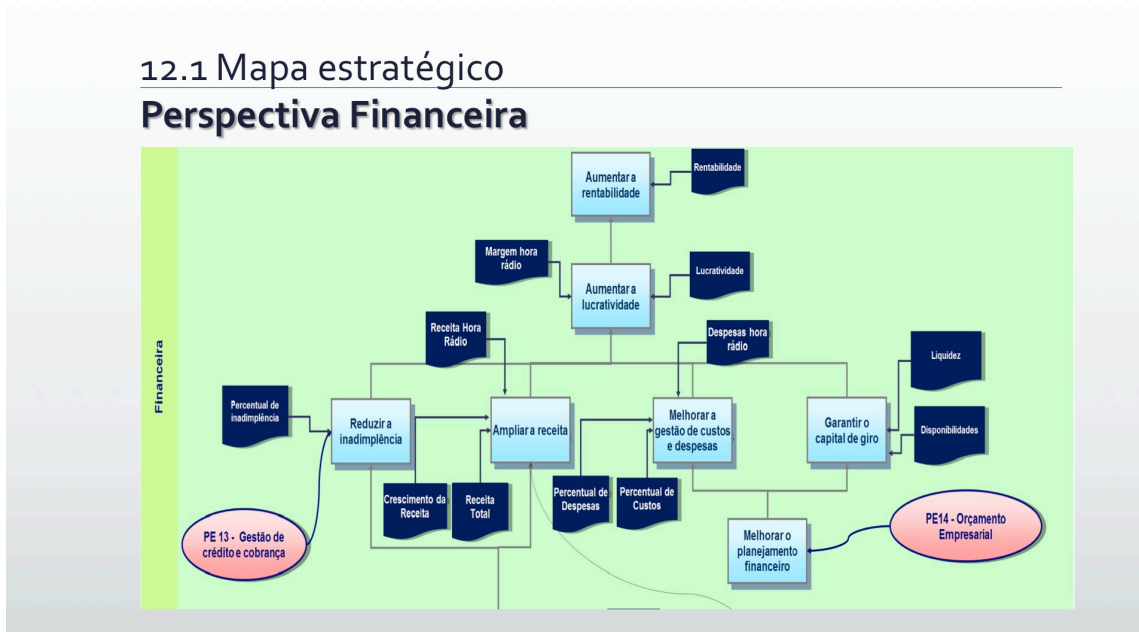 12.1 Mapa estratégico
Perspectiva Financeira
Financeira
Aumentar a
rentabilidade
Rentabilidade
Margem hora
rádio
Aumentar a
lucratividade
Lucratividade
Receita Hora
Rádio
Despesas hora
rádio
Liquidez
Percentual de
inadimplência
Reduzir a
inadimplência
Ampliar a receita
Melhorar a
gestão de custos
e despesas
Garantir o
capital de giro
Disponibilidades
Crescimento da
Receita
Receita
Total
Percentual de
Despesas
Percentual de
Custos
PE 13 - Gestão de
crédito e cobrança
Melhorar o
planejamento
financeiro
PE14 - Orçamento
Empresarial